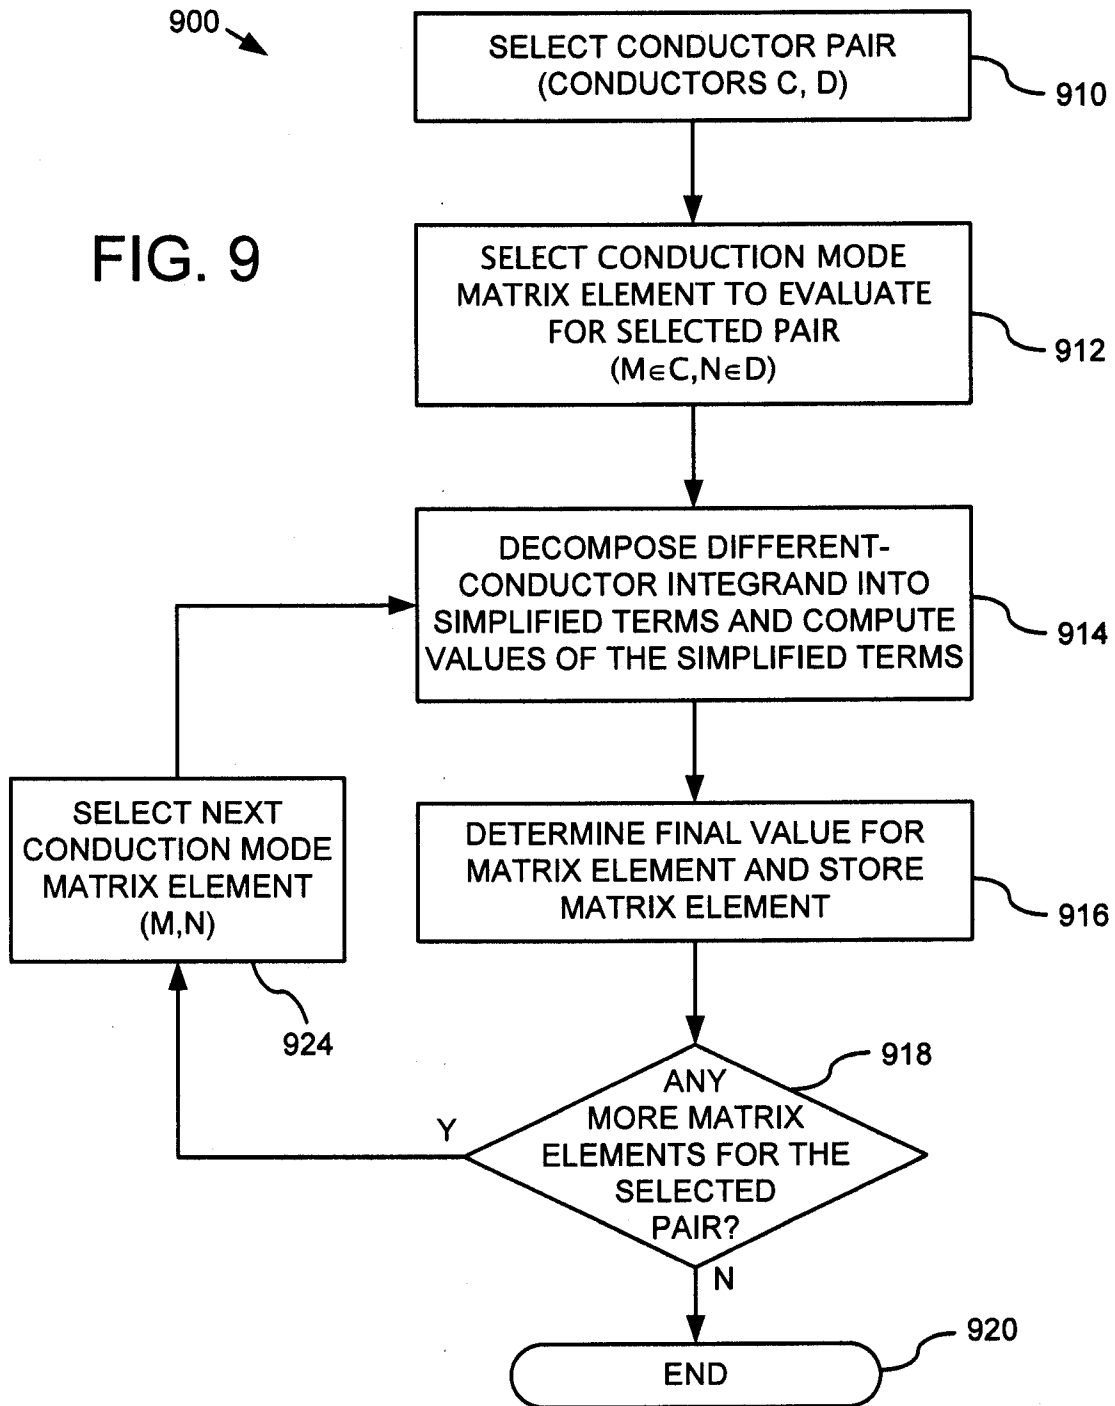 900
SELECT CONDUCTOR PAIR
(CONDUCTORS C, D)
910
FIG. 9
SELECT CONDUCTION MODE
MATRIX ELEMENT TO EVALUATE
FOR SELECTED PAIR
(M∈C,N∈D)
912
DECOMPOSE DIFFERENT-
CONDUCTOR INTEGRAND INTO
SIMPLIFIED TERMS AND COMPUTE
VALUES OF THE SIMPLIFIED TERMS
914
SELECT NEXT
CONDUCTION MODE
MATRIX ELEMENT
(M,N)
924
DETERMINE FINAL VALUE FOR
MATRIX ELEMENT AND STORE
MATRIX ELEMENT
916
ANY
MORE MATRIX
ELEMENTS FOR THE
SELECTED
PAIR?
918
Y
N
END
920